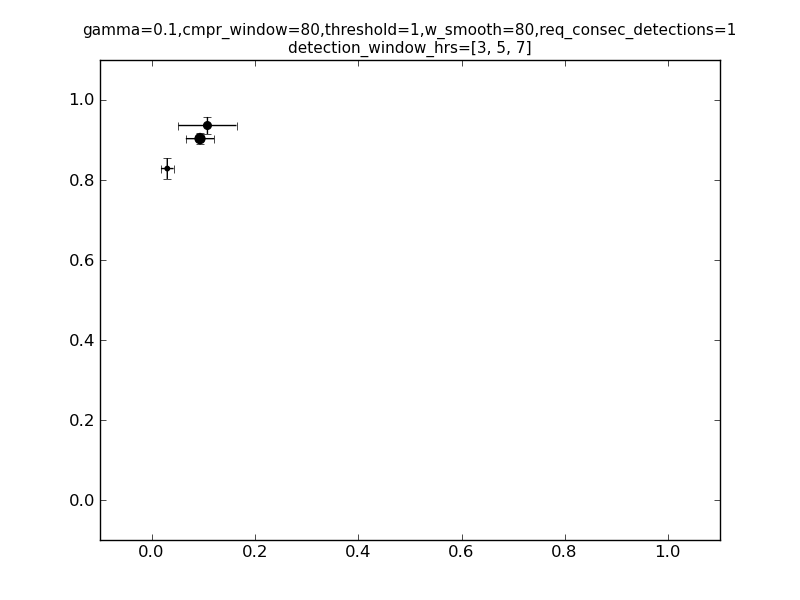 gamma=0.1,cmpr_window=80,threshold=1,w_smooth=80,req_consec_detections=1
detection_window_hrs=[3, 5, 7]
1.0
0.8
0.6
0.4
0.2
0.0
0.0 0.2 0.4 0.6 0.8 1.0